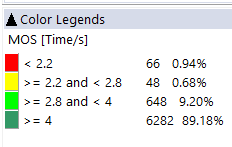 Color Legends
MOS [Time/s]
< 2.2 66 0.94%
>= 2.2 and < 2.8 48 0.68%
>= 2.8 and < 4 648 9.20%
>= 4 6282 89.18%